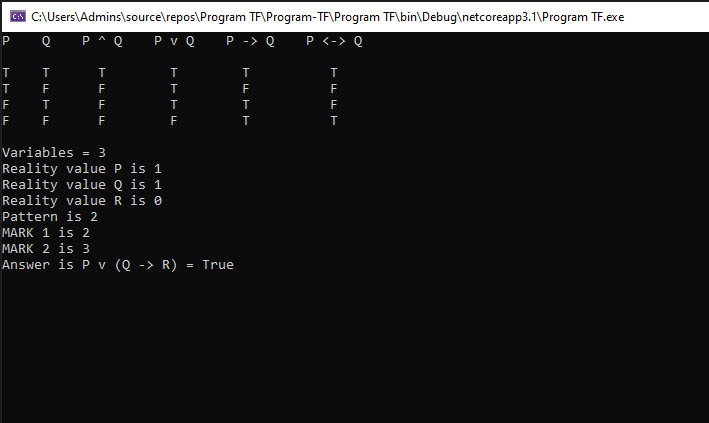 C:\Users\Admins\source\repos\Program TF\Program-TF\Program TF\bin\Debug\netcoreapp3.1\Program TF.exe
P    Q    P ^ Q    P v Q    P -> Q    P <-> Q
T    T      T        T        T          T
T    F      F        T        F          F
F    T      F        T        T          F
F    F      F        F        T          T
Variables = 3
Reality value P is 1
Reality value Q is 1
Reality value R is 0
Pattern is 2
MARK 1 is 2
MARK 2 is 3
Answer is P v (Q -> R) = True